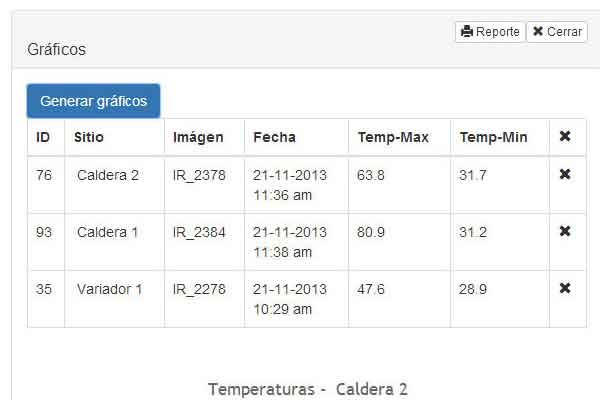 Reporte Cerrar
Gráficos
Generar gráficos
ID Sitio Imágen Fecha Temp-Max Temp-Min
76 Caldera 2 IR_2378 21-11-2013 63.8 31.7
11:36 am
93 Caldera 1 IR_2384 21-11-2013 80.9 31.2
11:38 am
35 Variador 1 IR_2278 21-11-2013 47.6 28.9
10:29 am
Temperaturas - Caldera 2